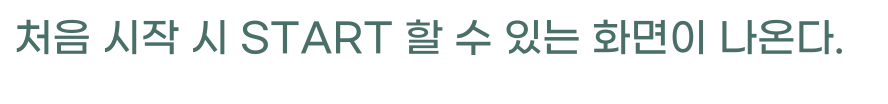 처음 시작 시 START 할 수 있는 화면이 나온다.